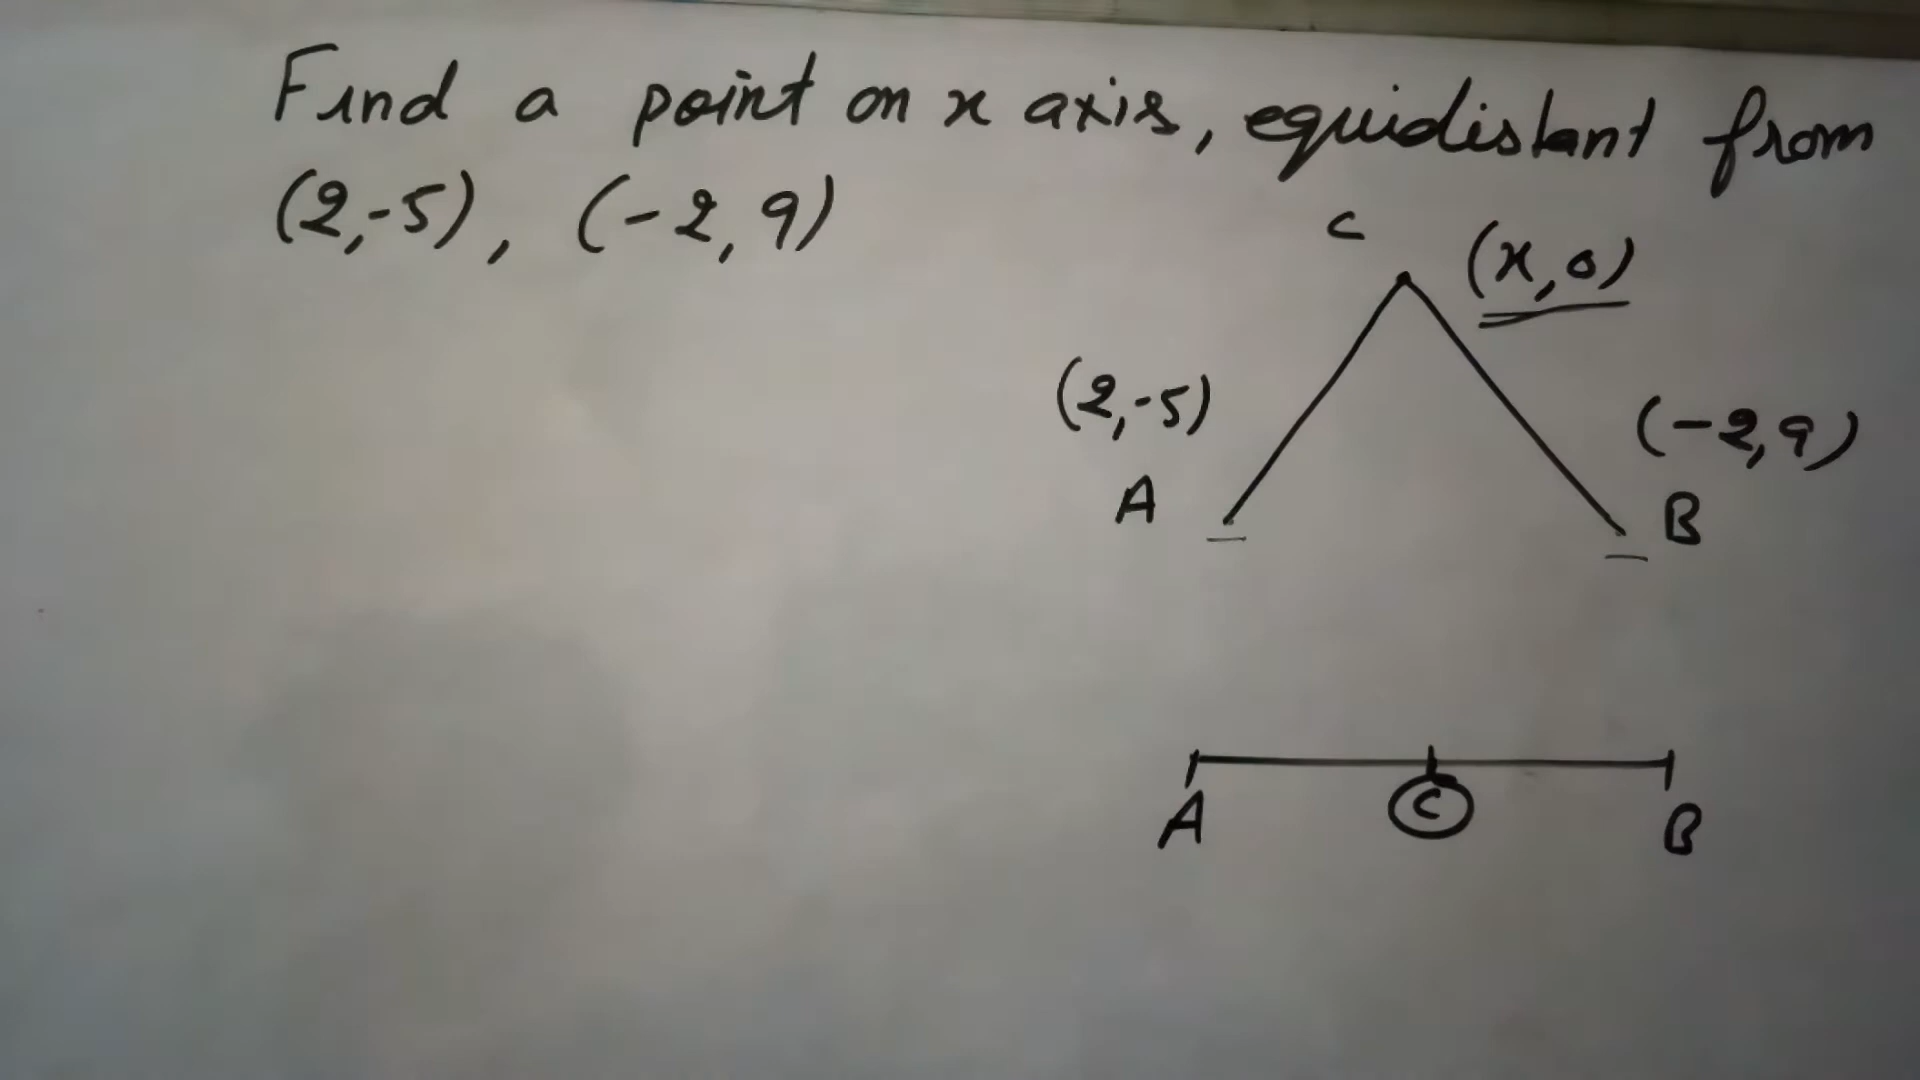 Find a point on x axis, equidistant from
(2,-5), (-2,9)
C (x,0)
(2,-5)
(-2,9)
A B
A C B